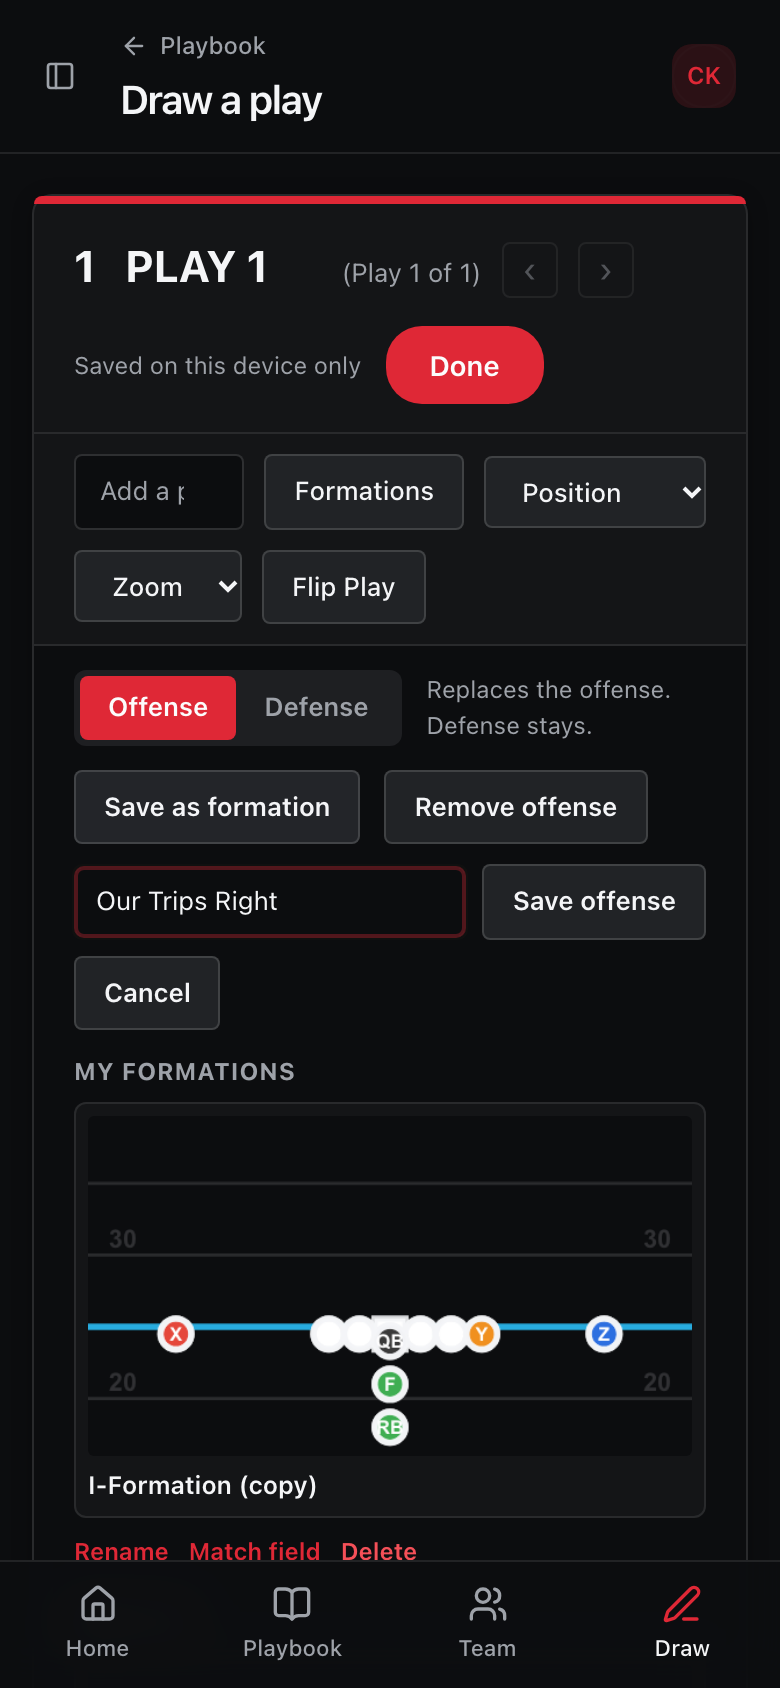 Playbook
Draw a play
CK
1 PLAY 1 (Play 1 of 1)
Saved on this device only
Done
Add a p
Formations
Position
Zoom
Flip Play
Offense
Defense
Replaces the offense.
Defense stays.
Save as formation
Remove offense
Our Trips Right
Save offense
Cancel
MY FORMATIONS
30 30
X QB Y Z
20 F 20
RB
I-Formation (copy)
Rename Match field Delete
Home Playbook Team Draw